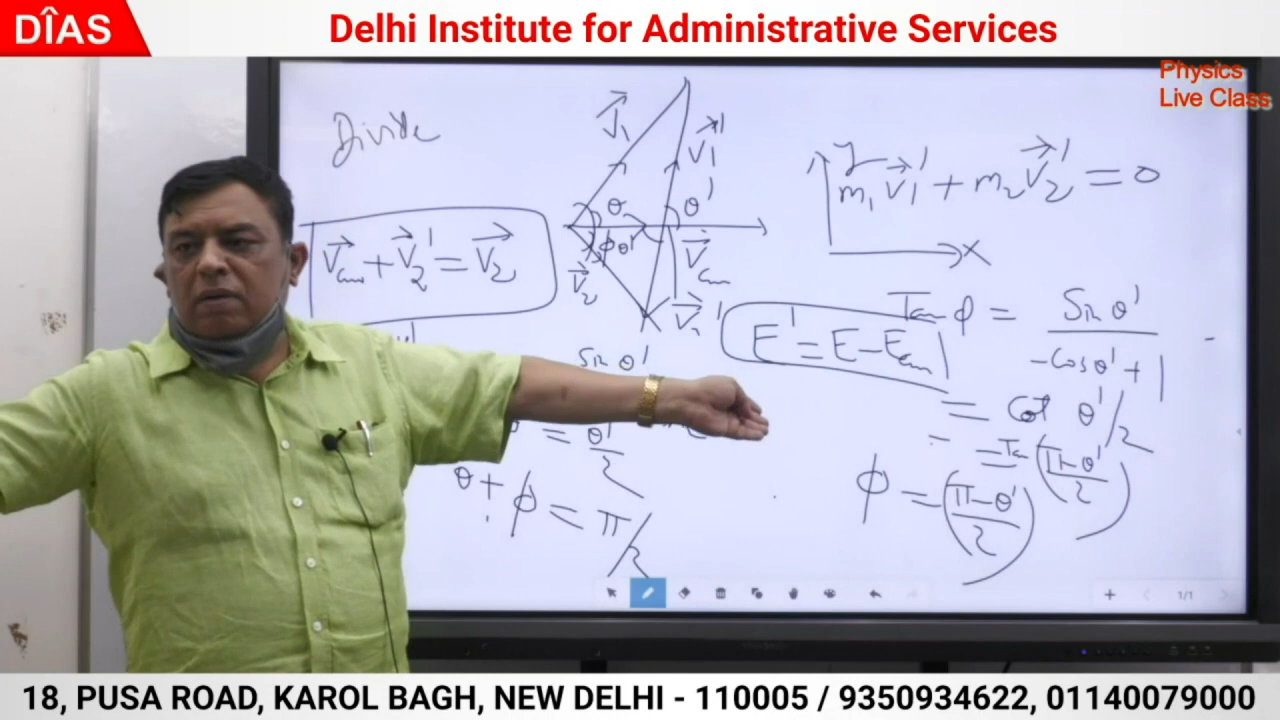 DÎAS
Delhi Institute for Administrative Services
Physics
Live Class
Divide
V⃗cm + V⃗2' = V⃗2
V⃗1
V⃗1'
θ
θ'
φ θ'
V⃗2
V⃗cm
y
x
m1 V⃗1' + m2 V⃗2' = 0
E' = E - Ecm
Tan φ = Sin θ' / -Cos θ' + 1
= Cot θ'/2
= Tan (π-θ'/2)
φ = (π-θ'/2)
Sin θ'
= θ'/2
θ + φ = π/2
1/1
18, PUSA ROAD, KAROL BAGH, NEW DELHI - 110005 / 9350934622, 01140079000